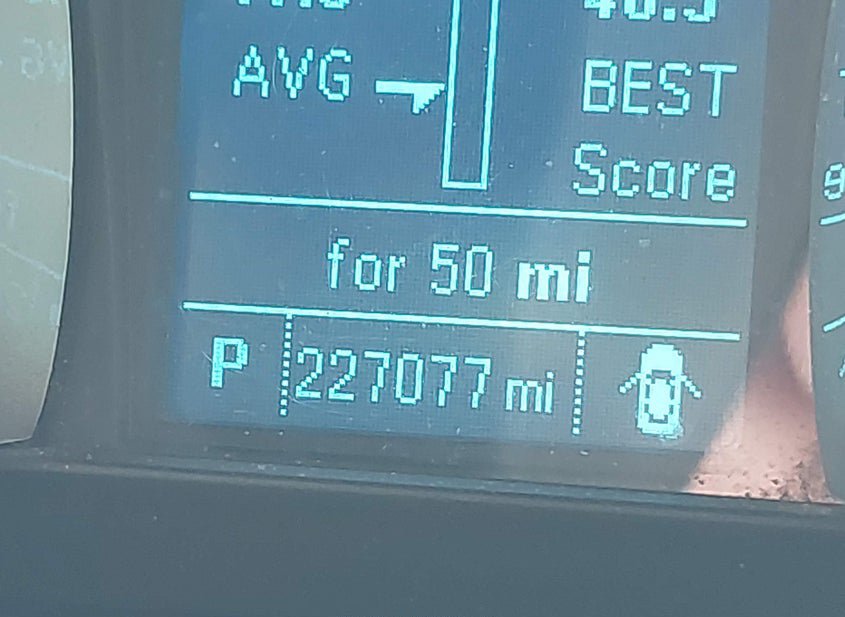 AVG
BEST
Score
for 50 mi
P 227077 mi